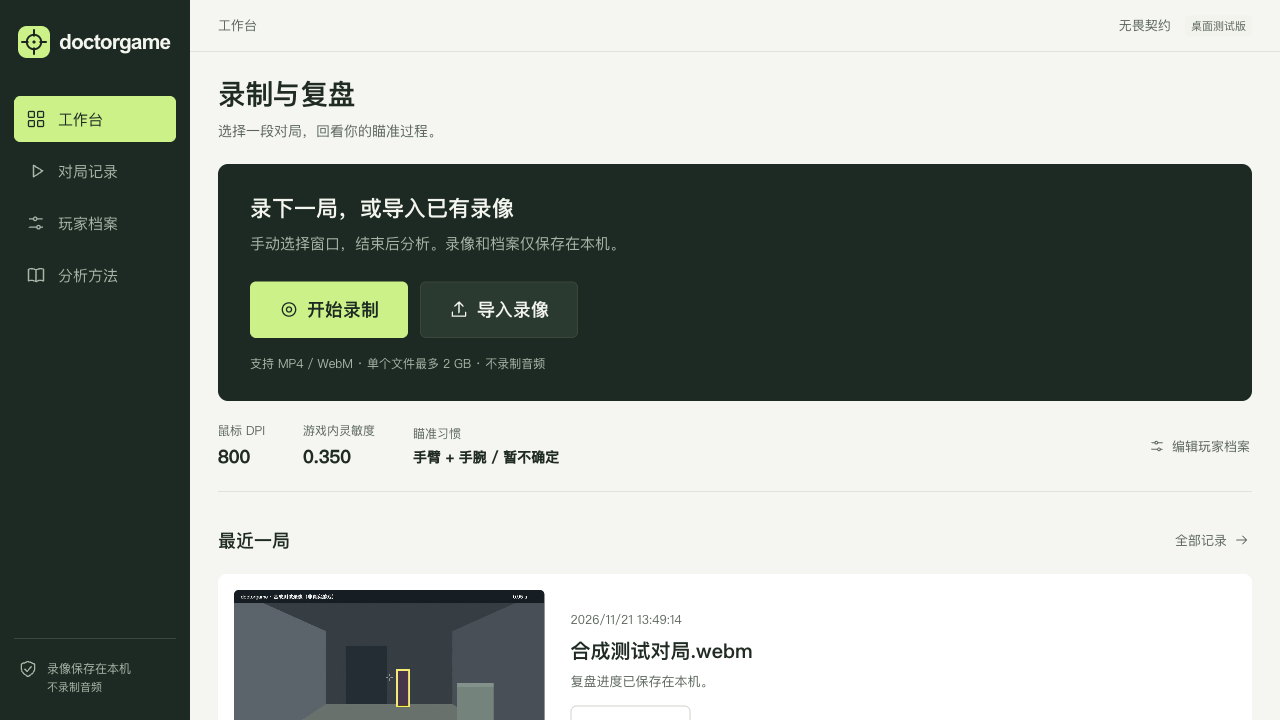 doctorgame
工作台
对局记录
玩家档案
分析方法
录像保存在本机
不录制音频
工作台
无畏契约
桌面测试版
录制与复盘
选择一段对局，回看你的瞄准过程。
录下一局，或导入已有录像
手动选择窗口，结束后分析。录像和档案仅保存在本机。
开始录制
导入录像
支持 MP4 / WebM · 单个文件最多 2 GB · 不录制音频
鼠标 DPI
800
游戏内灵敏度
0.350
瞄准习惯
手臂 + 手腕 / 暂不确定
编辑玩家档案
最近一局
全部记录
2026/11/21 13:49:14
合成测试对局.webm
复盘进度已保存在本机。